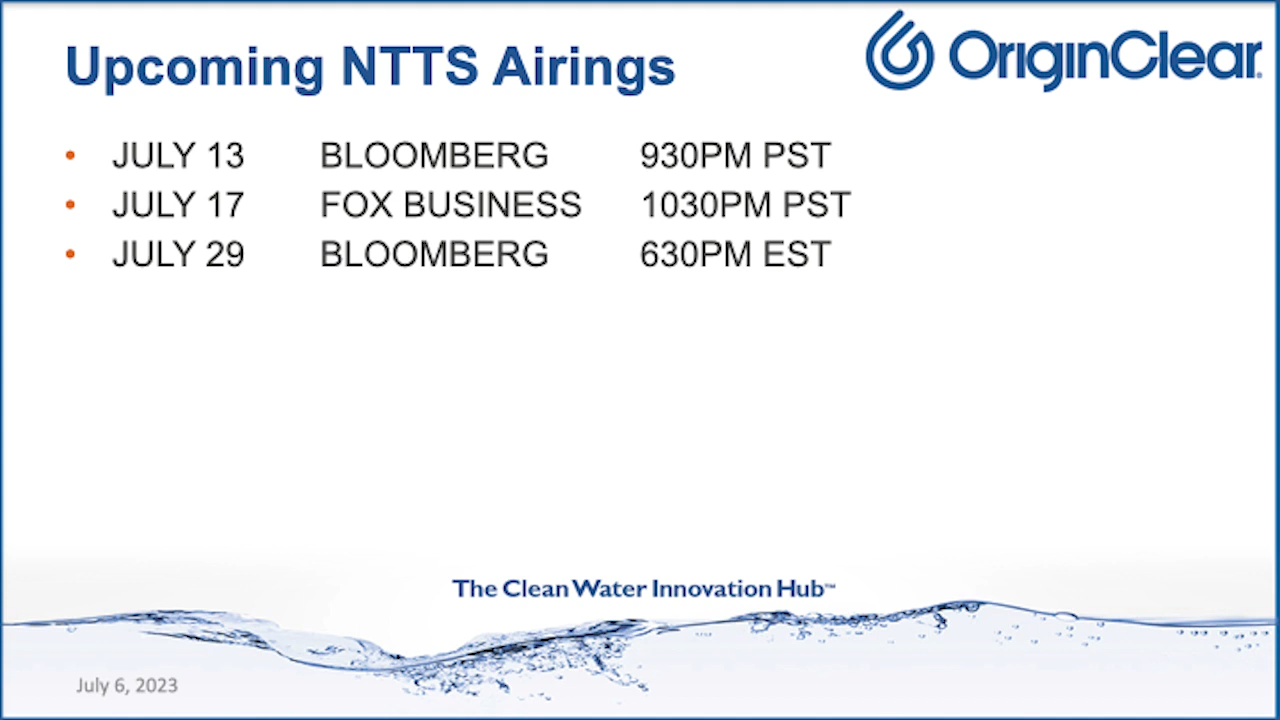 Upcoming NTTS Airings
OriginClear®
• JULY 13 BLOOMBERG 930PM PST
• JULY 17 FOX BUSINESS 1030PM PST
• JULY 29 BLOOMBERG 630PM EST
The Clean Water Innovation Hub™
July 6, 2023